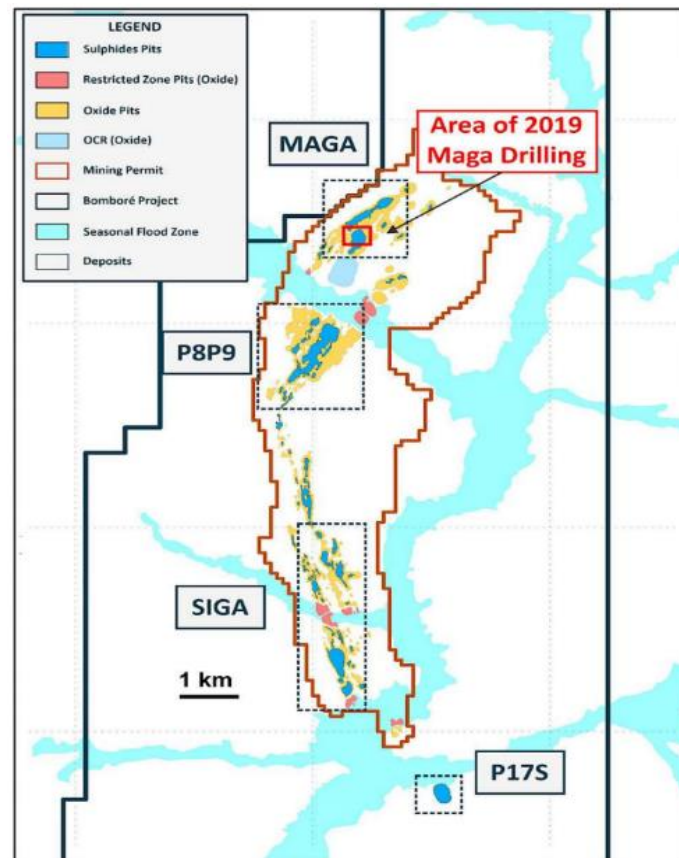 LEGEND
Sulphides Pits
Restricted Zone Pits (Oxide)
Oxide Pits
OCR (Oxide)
Mining Permit
Bomboré Project
Seasonal Flood Zone
Deposits
MAGA
Area of 2019
Maga Drilling
P8P9
SIGA
1 km
P17S